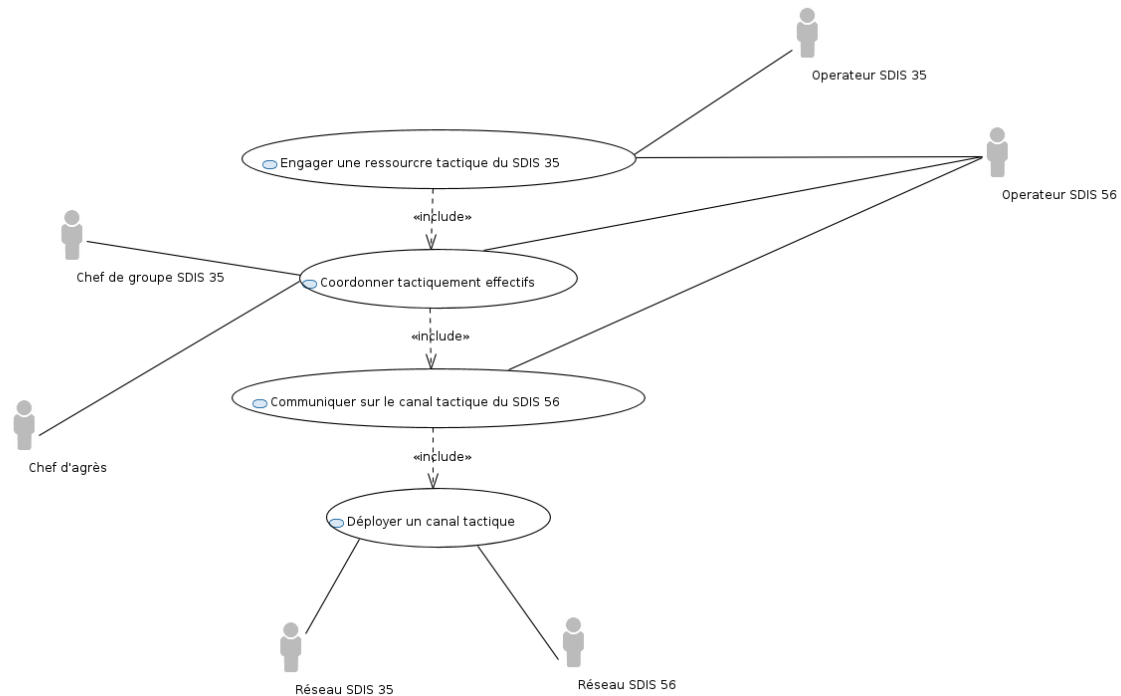 Operateur SDIS 35
Engager une ressourcre tactique du SDIS 35
Operateur SDIS 56
«include»
Chef de groupe SDIS 35
Coordonner tactiquement effectifs
«include»
Communiquer sur le canal tactique du SDIS 56
«include»
Chef d'agrès
Déployer un canal tactique
Réseau SDIS 35
Réseau SDIS 56